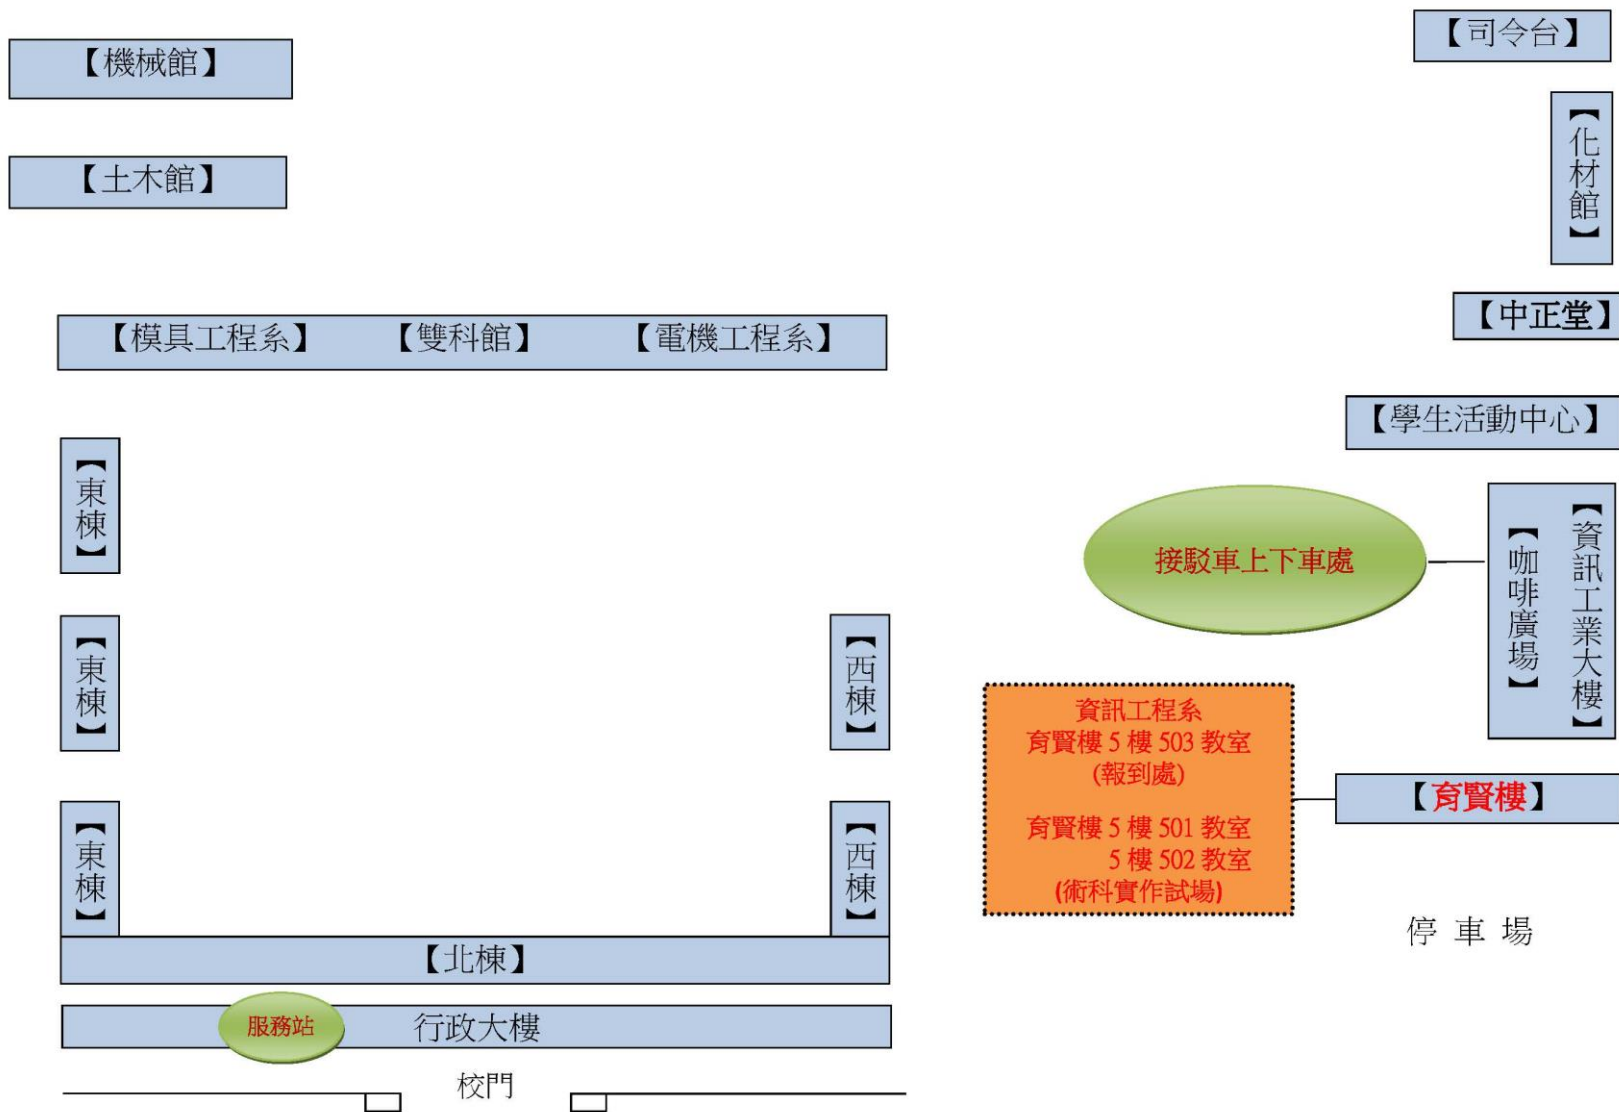 【機械館】
【司令台】
【土木館】
【化材館】
【中正堂】
【模具工程系】 【雙科館】 【電機工程系】
【學生活動中心】
【東棟】
接駁車上下車處
【資訊工業大樓】
【咖啡廣場】
【東棟】
【西棟】
資訊工程系
育賢樓 5 樓 503 教室
(報到處)
育賢樓 5 樓 501 教室
5 樓 502 教室
(術科實作試場)
【育賢樓】
【東棟】
【西棟】
停 車 場
【北棟】
服務站
行政大樓
校門